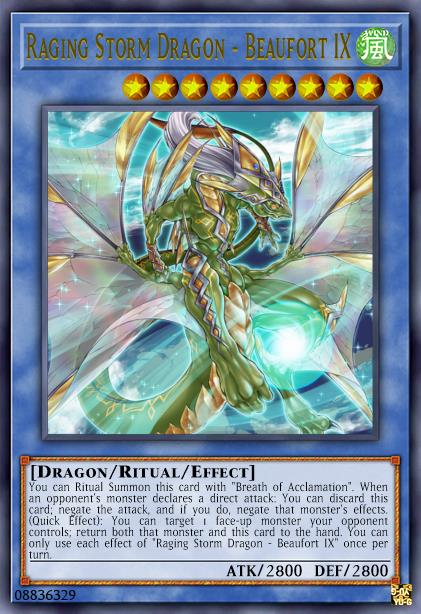 Raging Storm Dragon - Beaufort IX
WIND
風
[Dragon/Ritual/Effect]
You can Ritual Summon this card with "Breath of Acclamation". When
an opponent's monster declares a direct attack: You can discard this
card; negate the attack, and if you do, negate that monster's effects.
(Quick Effect): You can target 1 face-up monster your opponent
controls; return both that monster and this card to the hand. You can
only use each effect of "Raging Storm Dragon - Beaufort IX" once per
turn.
ATK/2800 DEF/2800
08836329